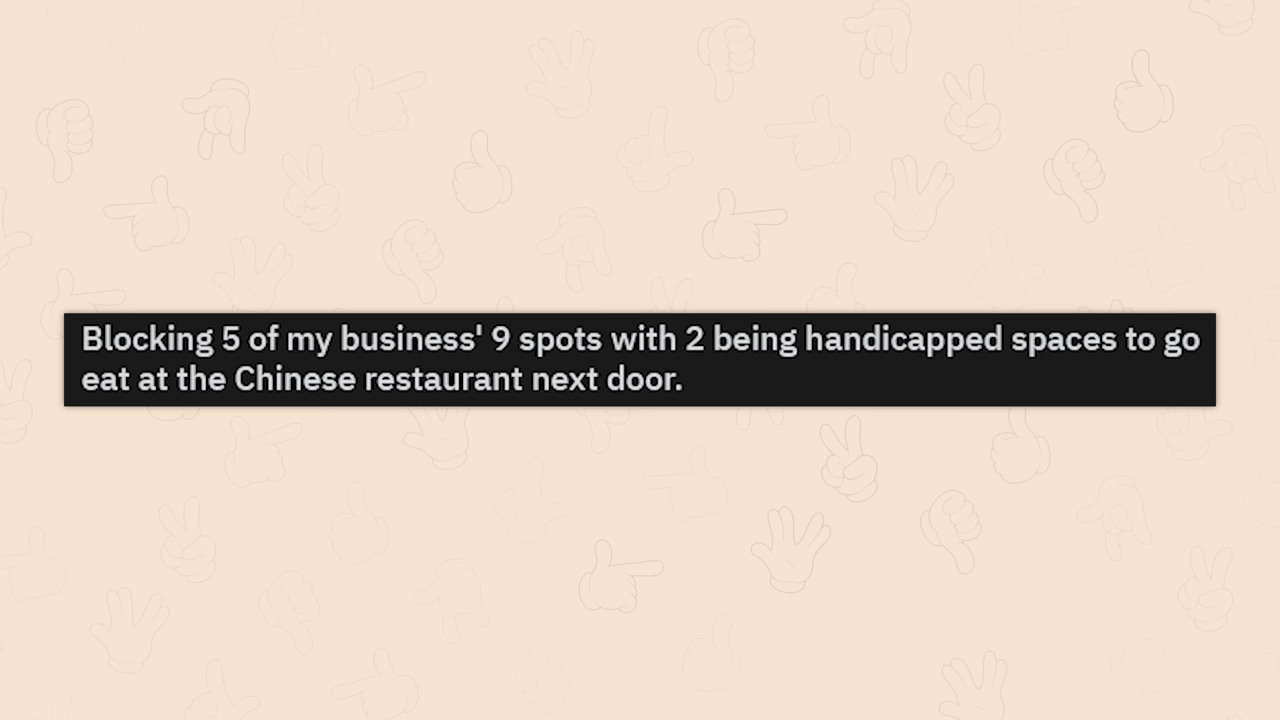 Blocking 5 of my business' 9 spots with 2 being handicapped spaces to go
eat at the Chinese restaurant next door.